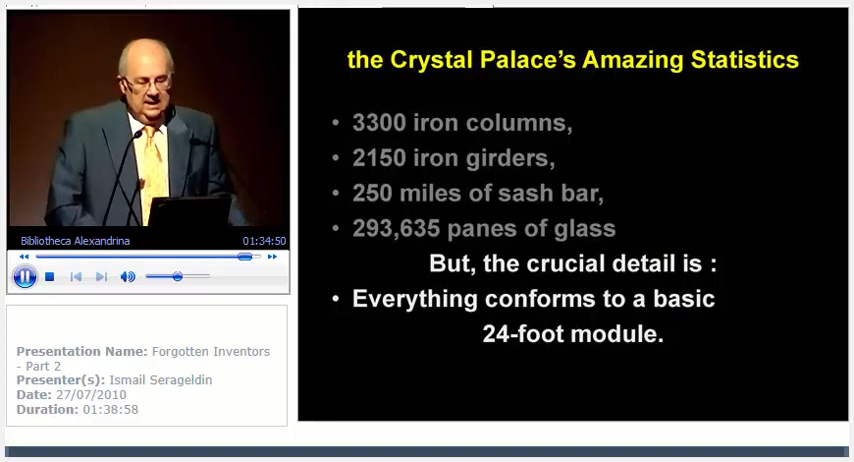 the Crystal Palace's Amazing Statistics
• 3300 iron columns,
• 2150 iron girders,
• 250 miles of sash bar,
• 293,635 panes of glass
But, the crucial detail is :
• Everything conforms to a basic
24-foot module.
Bibliotheca Alexandrina 01:34:50
Presentation Name: Forgotten Inventors
- Part 2
Presenter(s): Ismail Serageldin
Date: 27/07/2010
Duration: 01:38:58